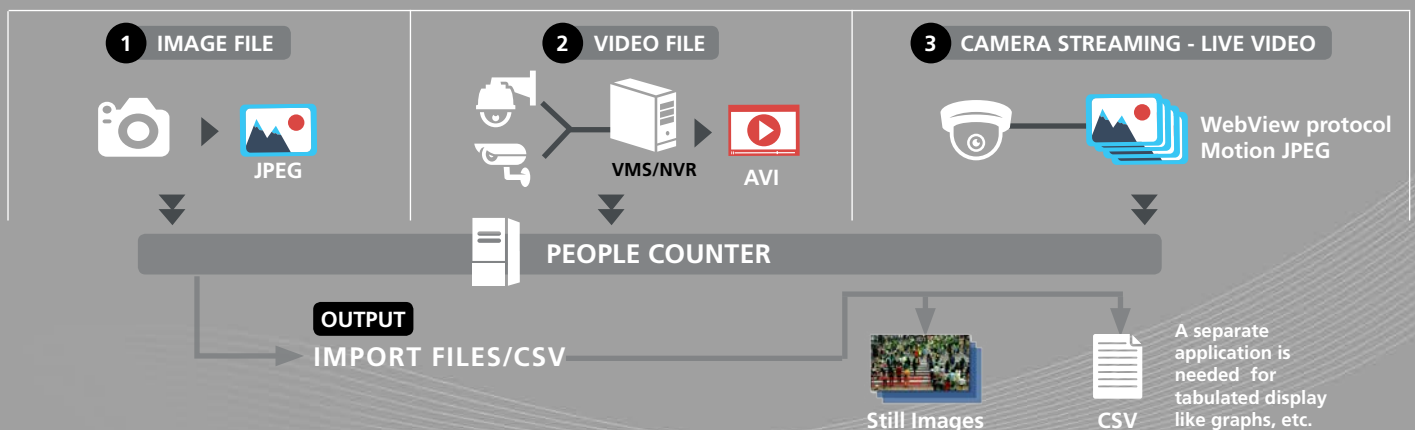 1 IMAGE FILE
JPEG
2 VIDEO FILE
VMS/NVR
AVI
3 CAMERA STREAMING - LIVE VIDEO
WebView protocol
Motion JPEG
PEOPLE COUNTER
OUTPUT
IMPORT FILES/CSV
Still Images
CSV
A separate
application is
needed for
tabulated display
like graphs, etc.